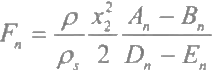 F_n = \frac{\rho}{\rho_s} \frac{x_2^2}{2} \frac{A_n - B_n}{D_n - E_n}